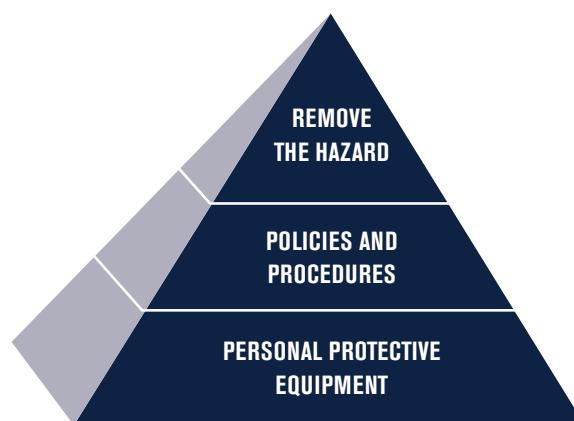 REMOVE
THE HAZARD
POLICIES AND
PROCEDURES
PERSONAL PROTECTIVE
EQUIPMENT